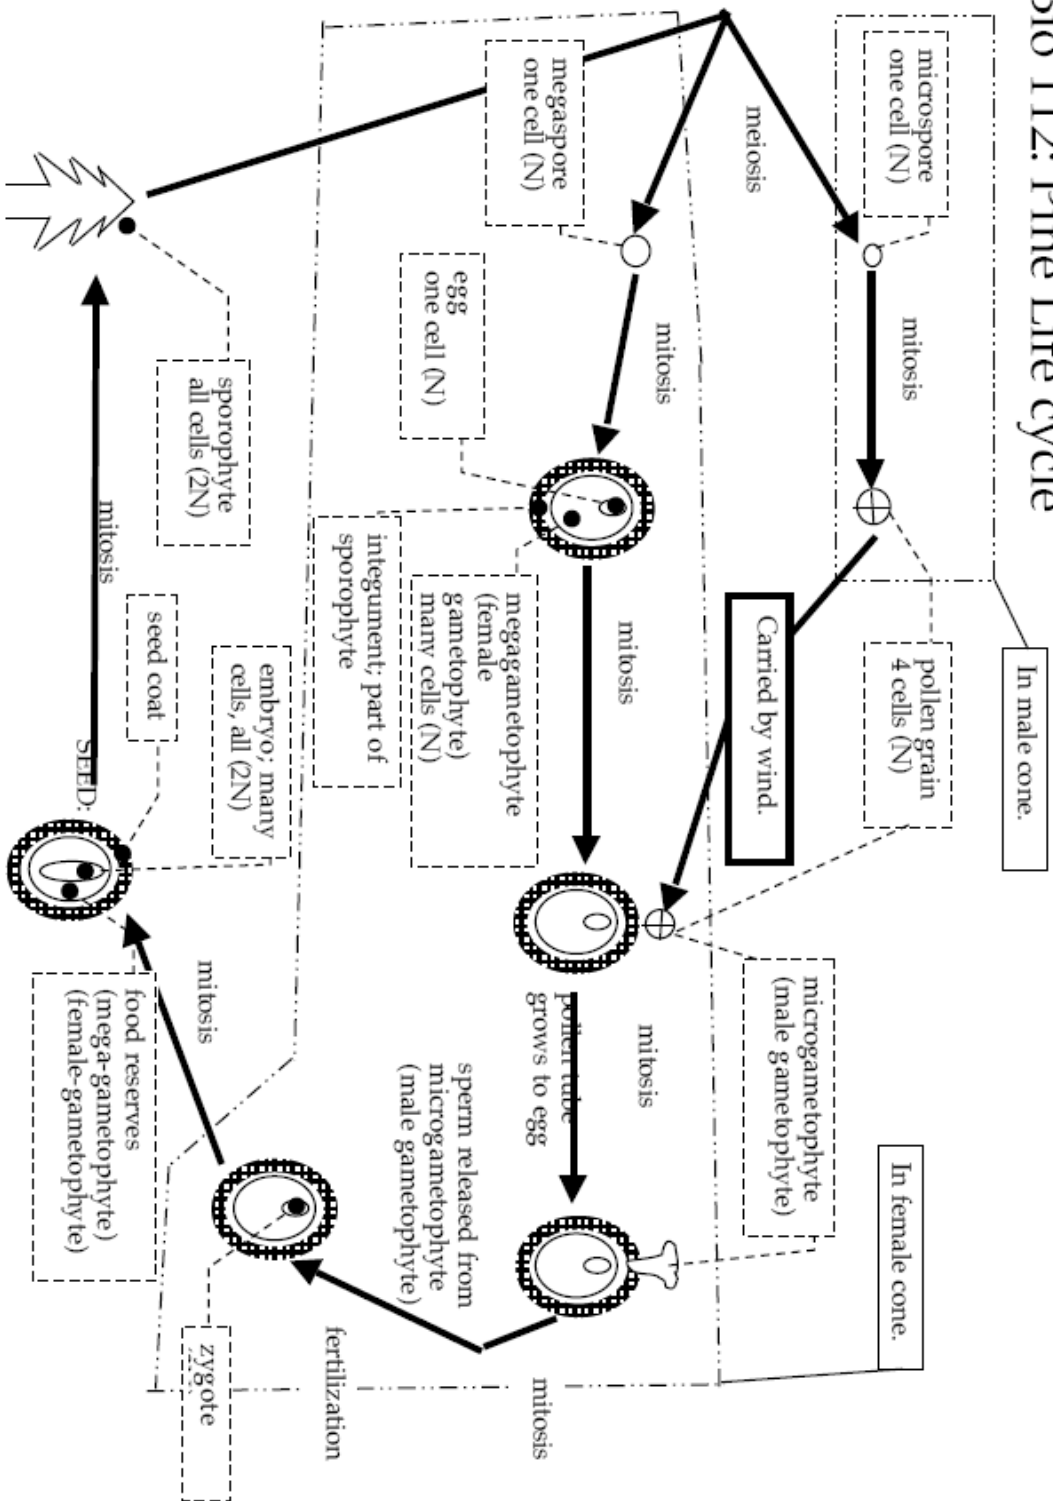 Bio 112: Pine Life cycle
In male cone.
microspore
one cell (N)
mitosis
pollen grain
4 cells (N)
meiosis
Carried by wind.
microgametophyte
(male gametophyte)
In female cone.
megaspore
one cell (N)
mitosis
egg
one cell (N)
mitosis
megagametophyte
(female
gametophyte)
many cells (N)
integument; part of
sporophyte
mitosis
pollen tube
grows to egg
mitosis
sperm released from
microgametophyte
(male gametophyte)
fertilization
zygote
mitosis
food reserves
(mega-gametophyte)
(female-gametophyte)
embryo; many
cells, all (2N)
seed coat
SEED:
mitosis
sporophyte
all cells (2N)